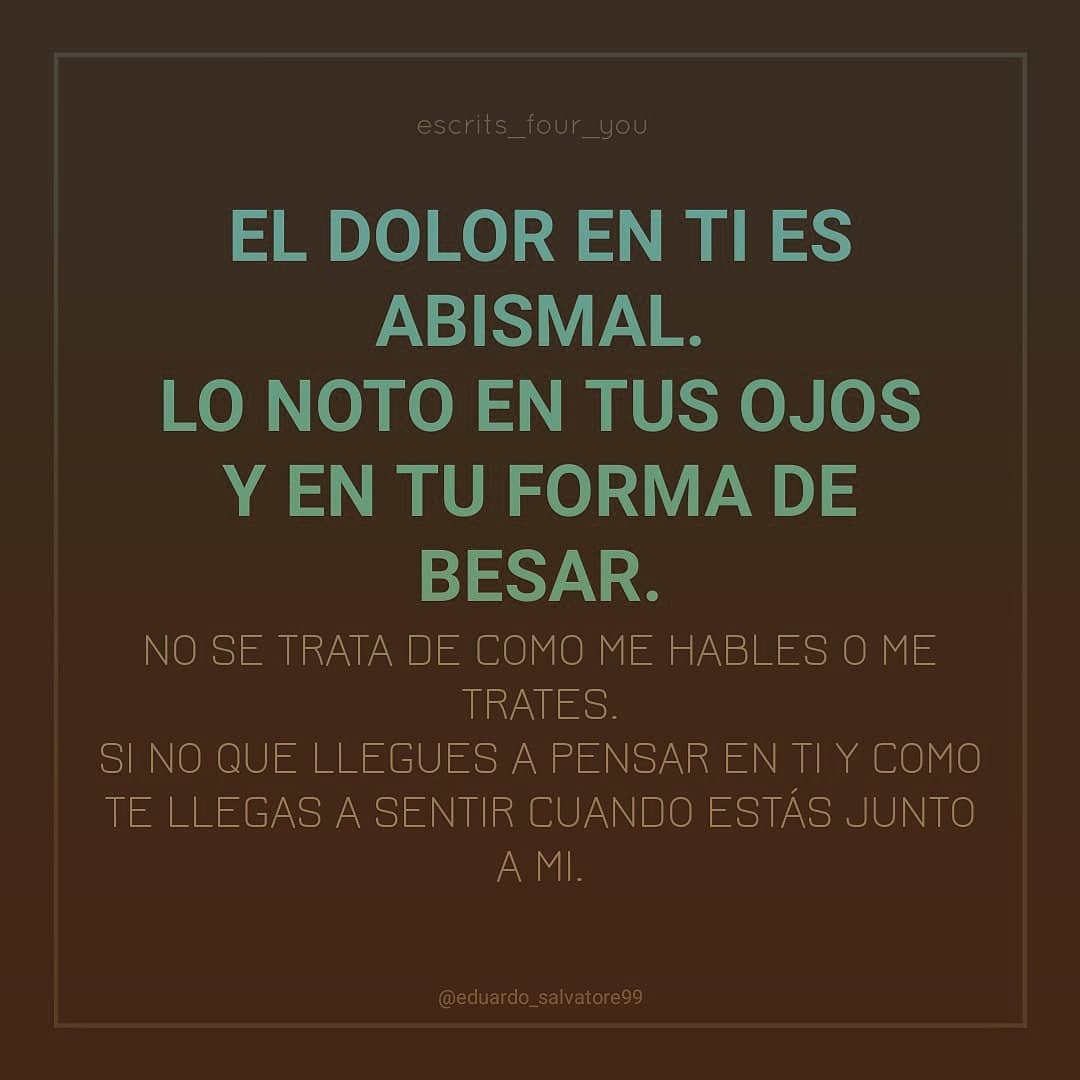 escrits_four_you
EL DOLOR EN TI ES
ABISMAL.
LO NOTO EN TUS OJOS
Y EN TU FORMA DE
BESAR.
NO SE TRATA DE COMO ME HABLES O ME
TRATES.
SI NO QUE LLEGUES A PENSAR EN TI Y COMO
TE LLEGAS A SENTIR CUANDO ESTÁS JUNTO
A MI.
@eduardo_salvatore99